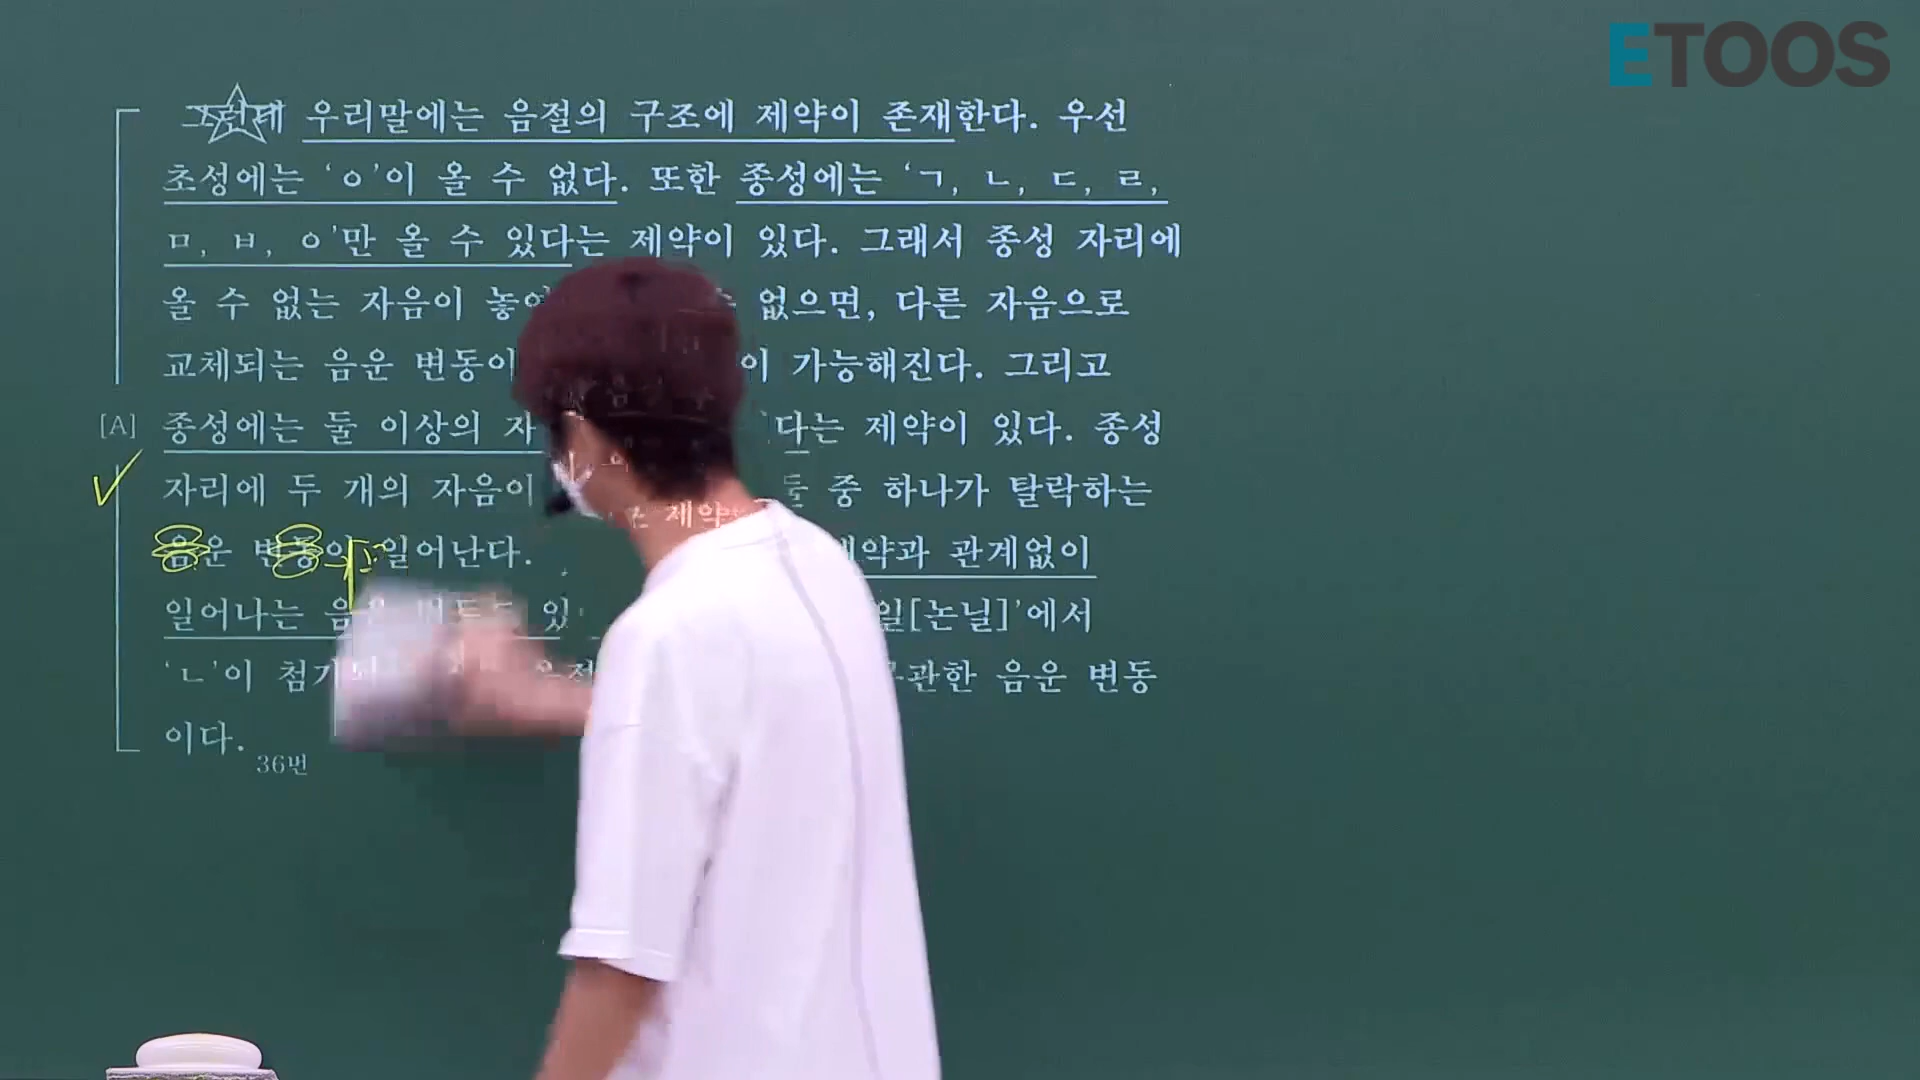 ETOOS
그런데 우리말에는 음절의 구조에 제약이 존재한다. 우선
초성에는 ‘ㅇ’이 올 수 없다. 또한 종성에는 ‘ㄱ, ㄴ, ㄷ, ㄹ,
ㅁ, ㅂ, ㅇ’만 올 수 있다는 제약이 있다. 그래서 종성 자리에
올 수 없는 자음이 없으면, 다른 자음으로
교체되는 음운 변동이 가능해진다. 그리고
[A] 종성에는 둘 이상의 제약이 있다. 종성
자리에 두 개의 자음이 둘 중 하나가 탈락하는
음운 변동이 일어난다. 제약과 관계없이
일어나는 음운 변동도 있 일[논닐]’에서
‘ㄴ’이 첨가 음절 무관한 음운 변동
이다.
36번